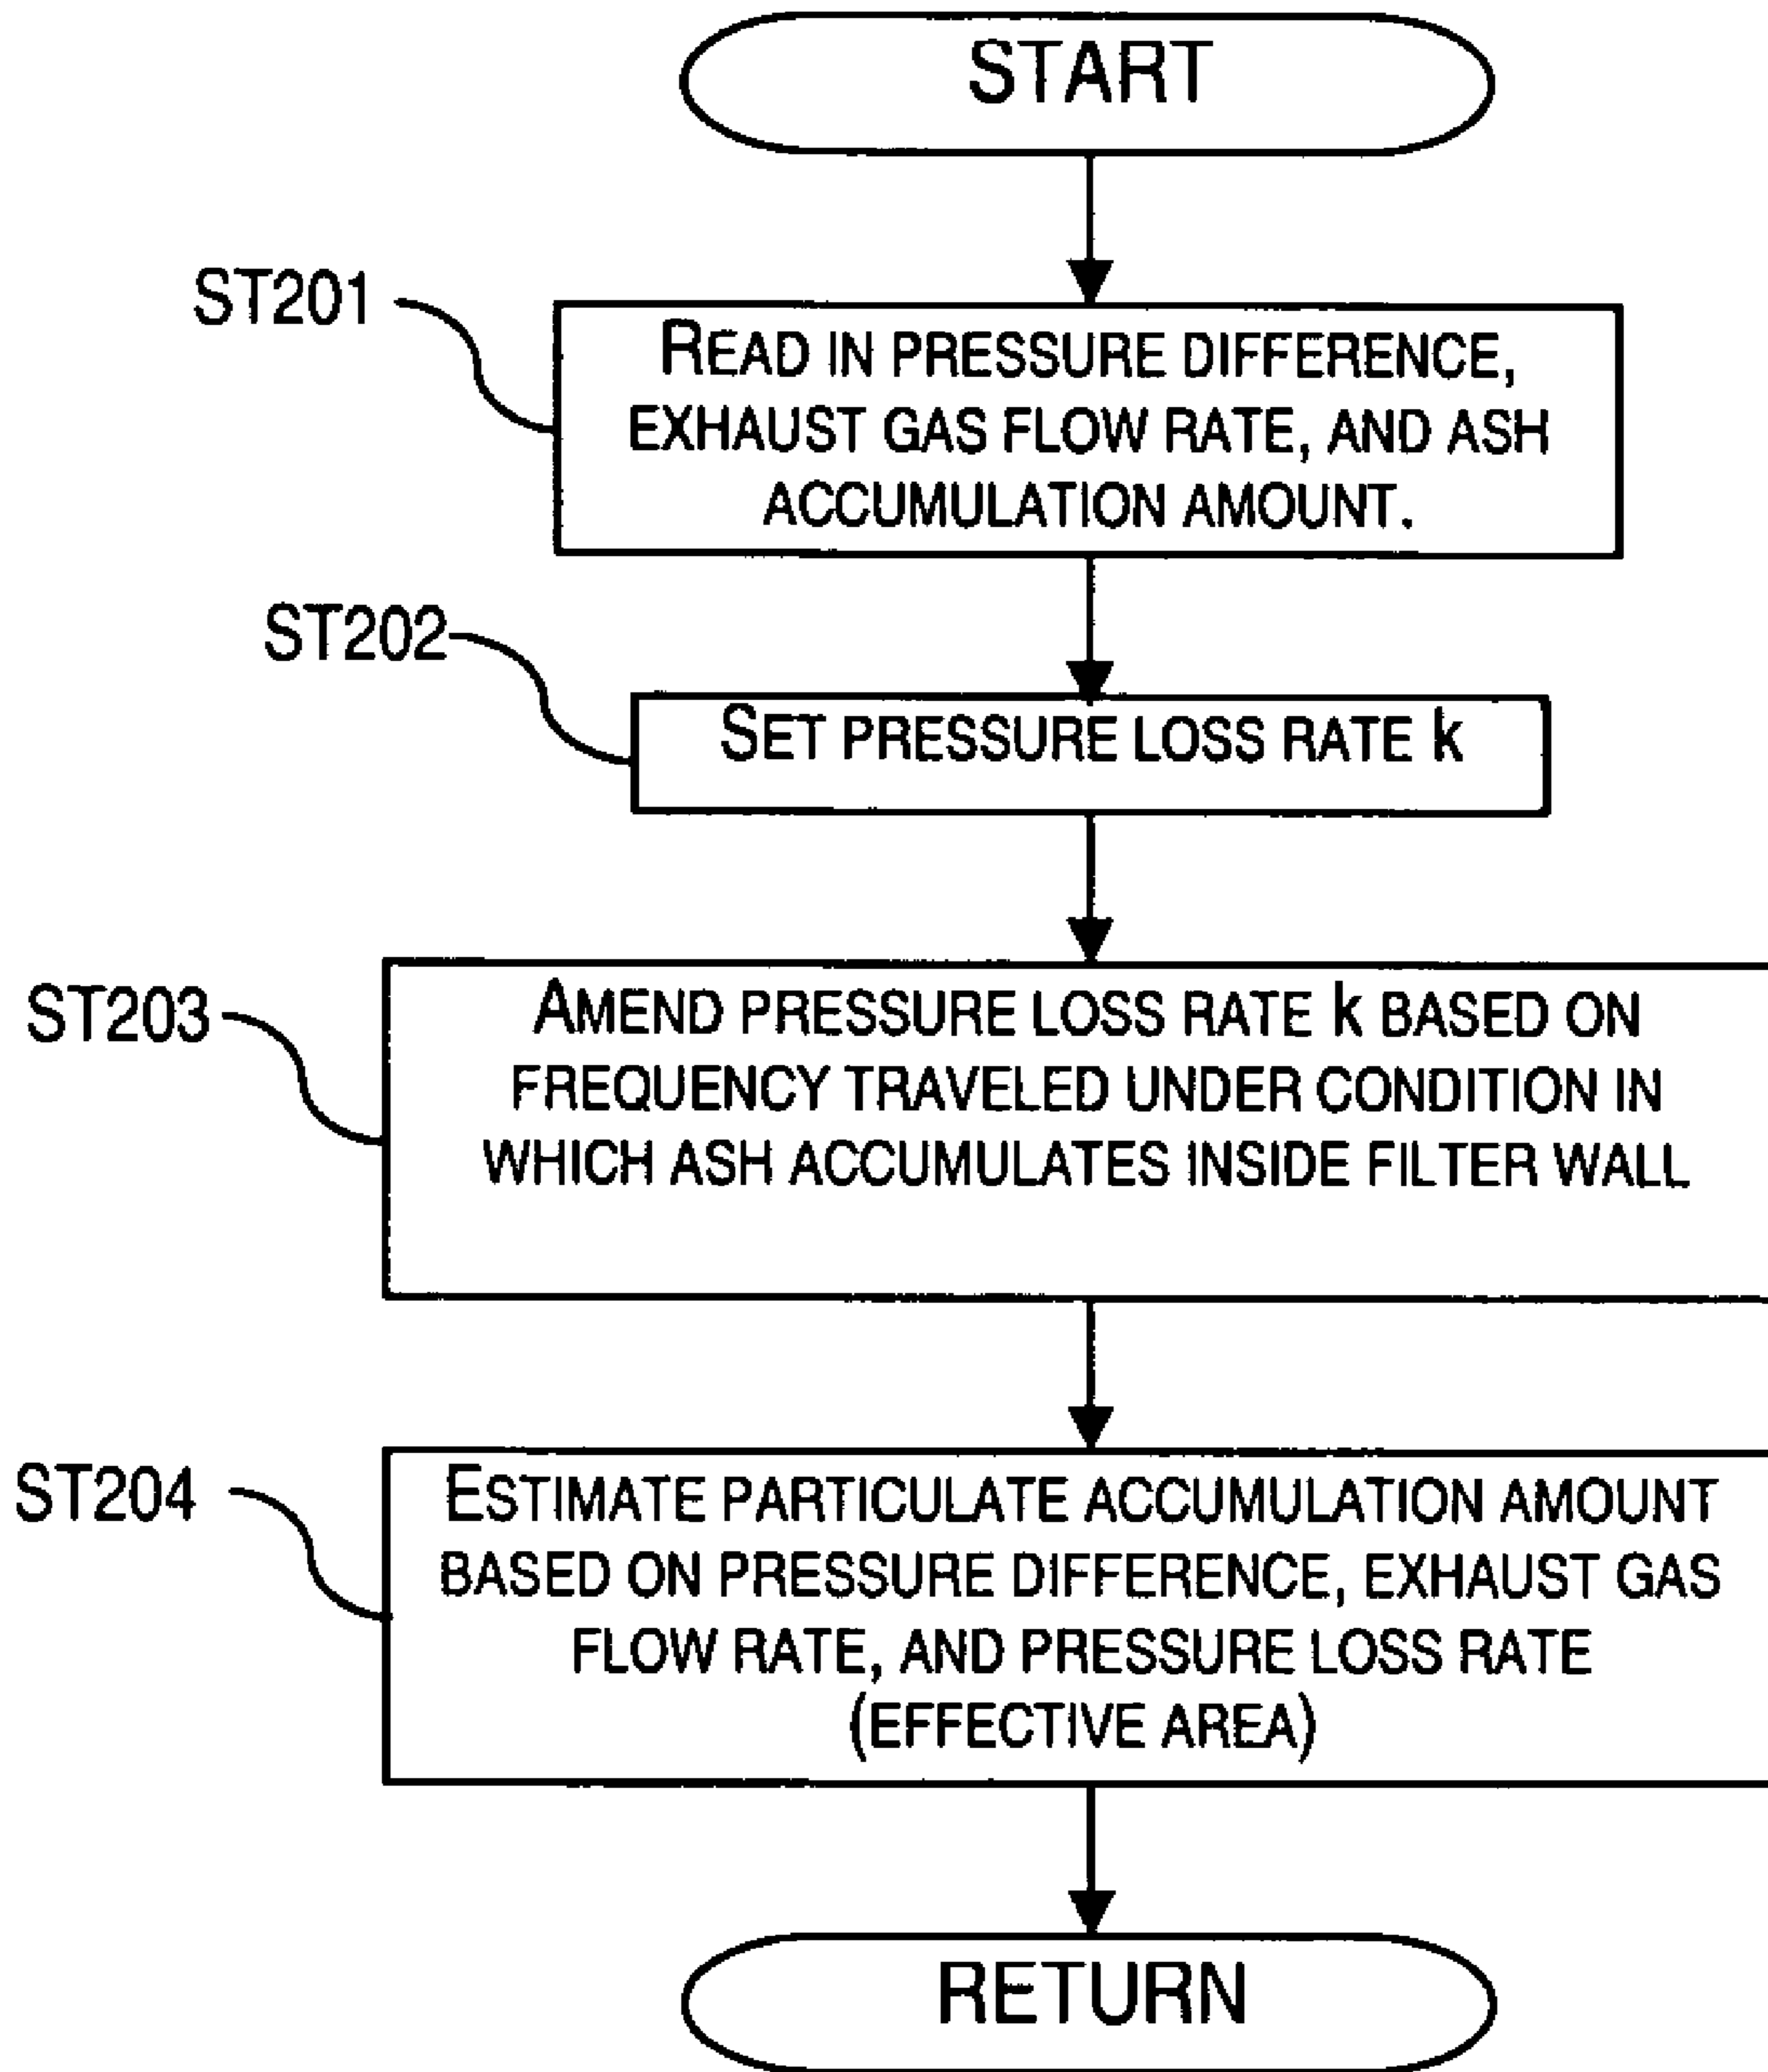 START
ST201
READ IN PRESSURE DIFFERENCE,
EXHAUST GAS FLOW RATE, AND ASH
ACCUMULATION AMOUNT.
ST202
SET PRESSURE LOSS RATE k
ST203
AMEND PRESSURE LOSS RATE k BASED ON
FREQUENCY TRAVELED UNDER CONDITION IN
WHICH ASH ACCUMULATES INSIDE FILTER WALL
ST204
ESTIMATE PARTICULATE ACCUMULATION AMOUNT
BASED ON PRESSURE DIFFERENCE, EXHAUST GAS
FLOW RATE, AND PRESSURE LOSS RATE
(EFFECTIVE AREA)
RETURN